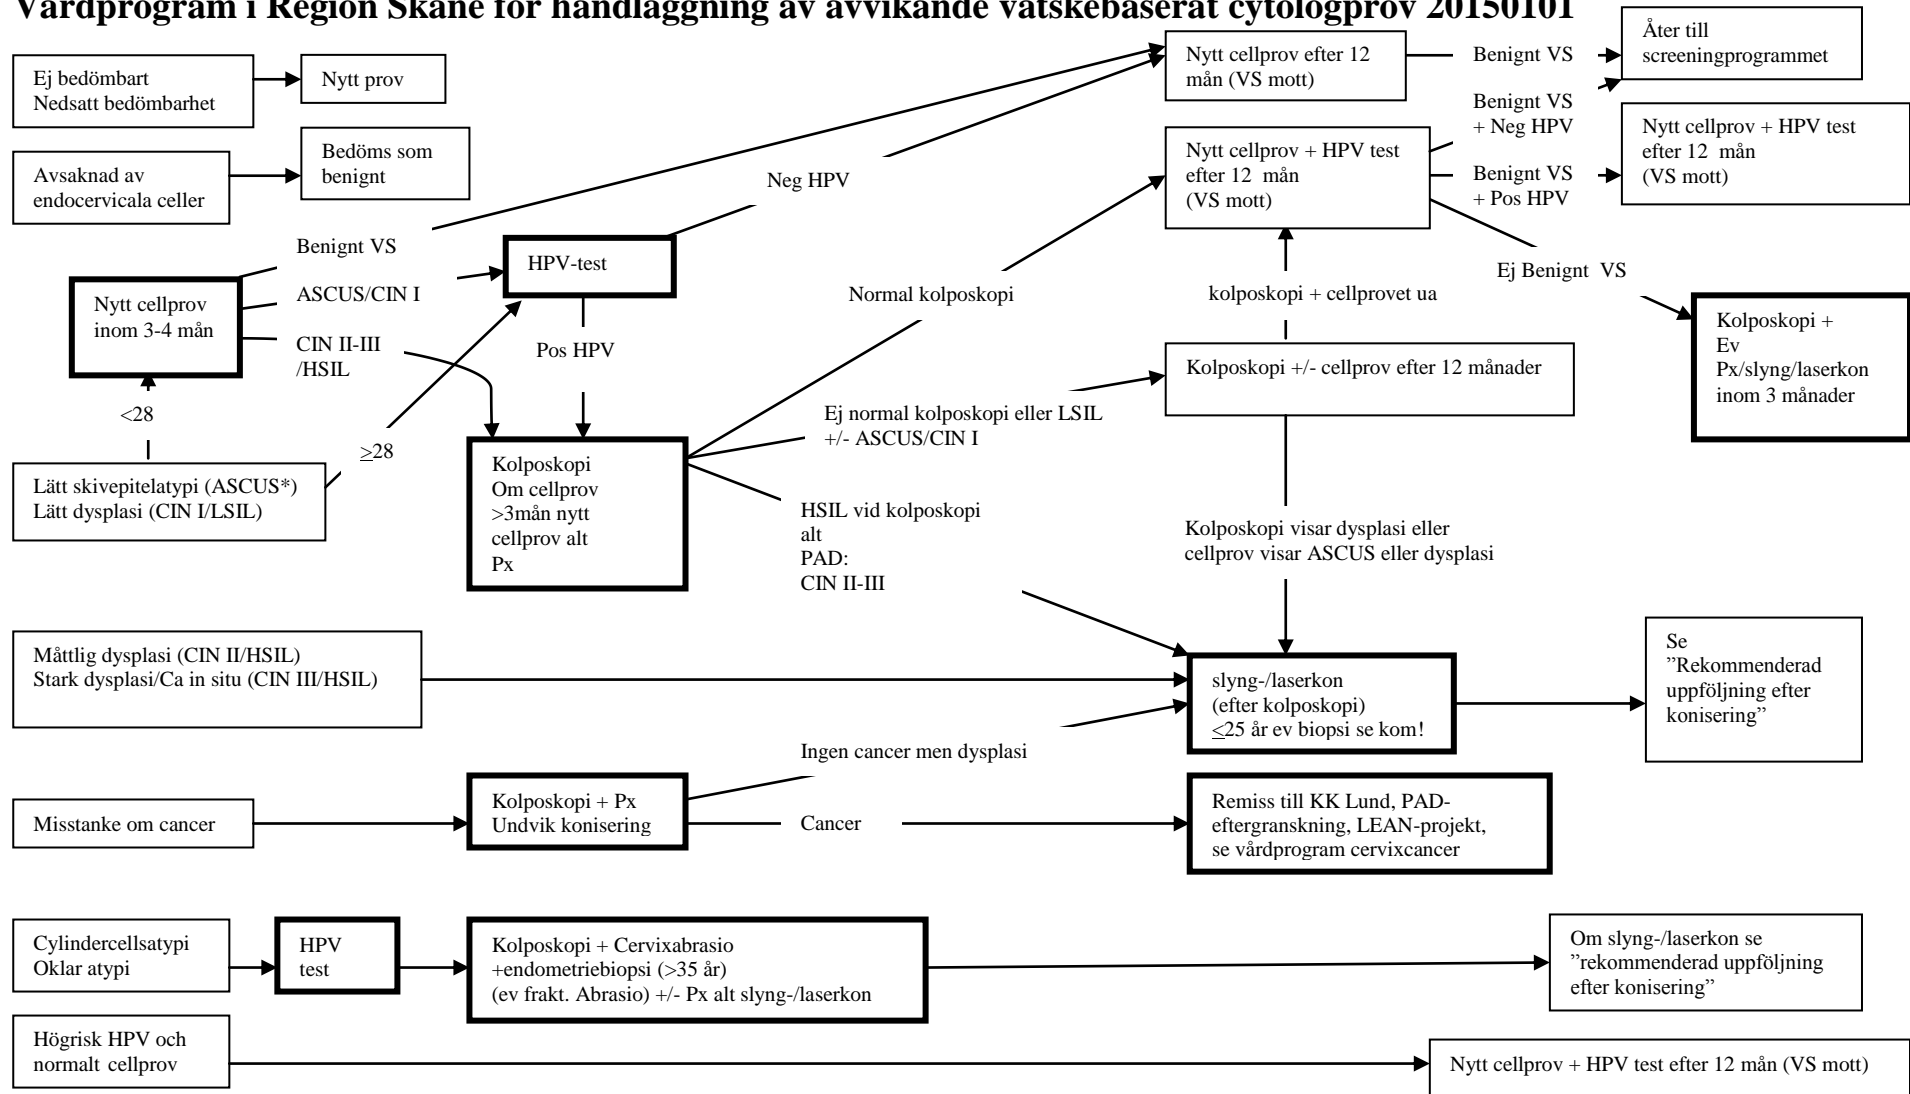 Vårdprogram i Region Skåne för handläggning av avvikande vätskebaserat cytologprov 20150101
Ej bedömbart
Nedsatt bedömbarhet
Nytt prov
Avsaknad av
endocervicala celler
Bedöms som
benignt
Nytt cellprov efter 12
mån (VS mott)
Benignt VS
Åter till
screeningprogrammet
Benignt VS
+ Neg HPV
Nytt cellprov + HPV test
efter 12 mån
(VS mott)
Benignt VS
+ Pos HPV
Nytt cellprov + HPV test
efter 12 mån
(VS mott)
Neg HPV
Benignt VS
HPV-test
ASCUS/CIN I
Nytt cellprov
inom 3-4 mån
CIN II-III
/HSIL
Pos HPV
Normal kolposkopi
kolposkopi + cellprovet ua
Ej Benignt VS
Kolposkopi +
Ev
Px/slyng/laserkon
inom 3 månader
Kolposkopi +/- cellprov efter 12 månader
<28
≥28
Ej normal kolposkopi eller LSIL
+/- ASCUS/CIN I
Lätt skivepitelatypi (ASCUS*)
Lätt dysplasi (CIN I/LSIL)
Kolposkopi
Om cellprov
>3mån nytt
cellprov alt
Px
HSIL vid kolposkopi
alt
PAD:
CIN II-III
Kolposkopi visar dysplasi eller
cellprov visar ASCUS eller dysplasi
Måttlig dysplasi (CIN II/HSIL)
Stark dysplasi/Ca in situ (CIN III/HSIL)
slyng-/laserkon
(efter kolposkopi)
≤25 år ev biopsi se kom!
Se
”Rekommenderad
uppföljning efter
konisering”
Ingen cancer men dysplasi
Misstanke om cancer
Kolposkopi + Px
Undvik konisering
Cancer
Remiss till KK Lund, PAD-
eftergranskning, LEAN-projekt,
se vårdprogram cervixcancer
Cylindercellsatypi
Oklar atypi
HPV
test
Kolposkopi + Cervixabrasio
+endometriebiopsi (>35 år)
(ev frakt. Abrasio) +/- Px alt slyng-/laserkon
Om slyng-/laserkon se
”rekommenderad uppföljning
efter konisering”
Högrisk HPV och
normalt cellprov
Nytt cellprov + HPV test efter 12 mån (VS mott)